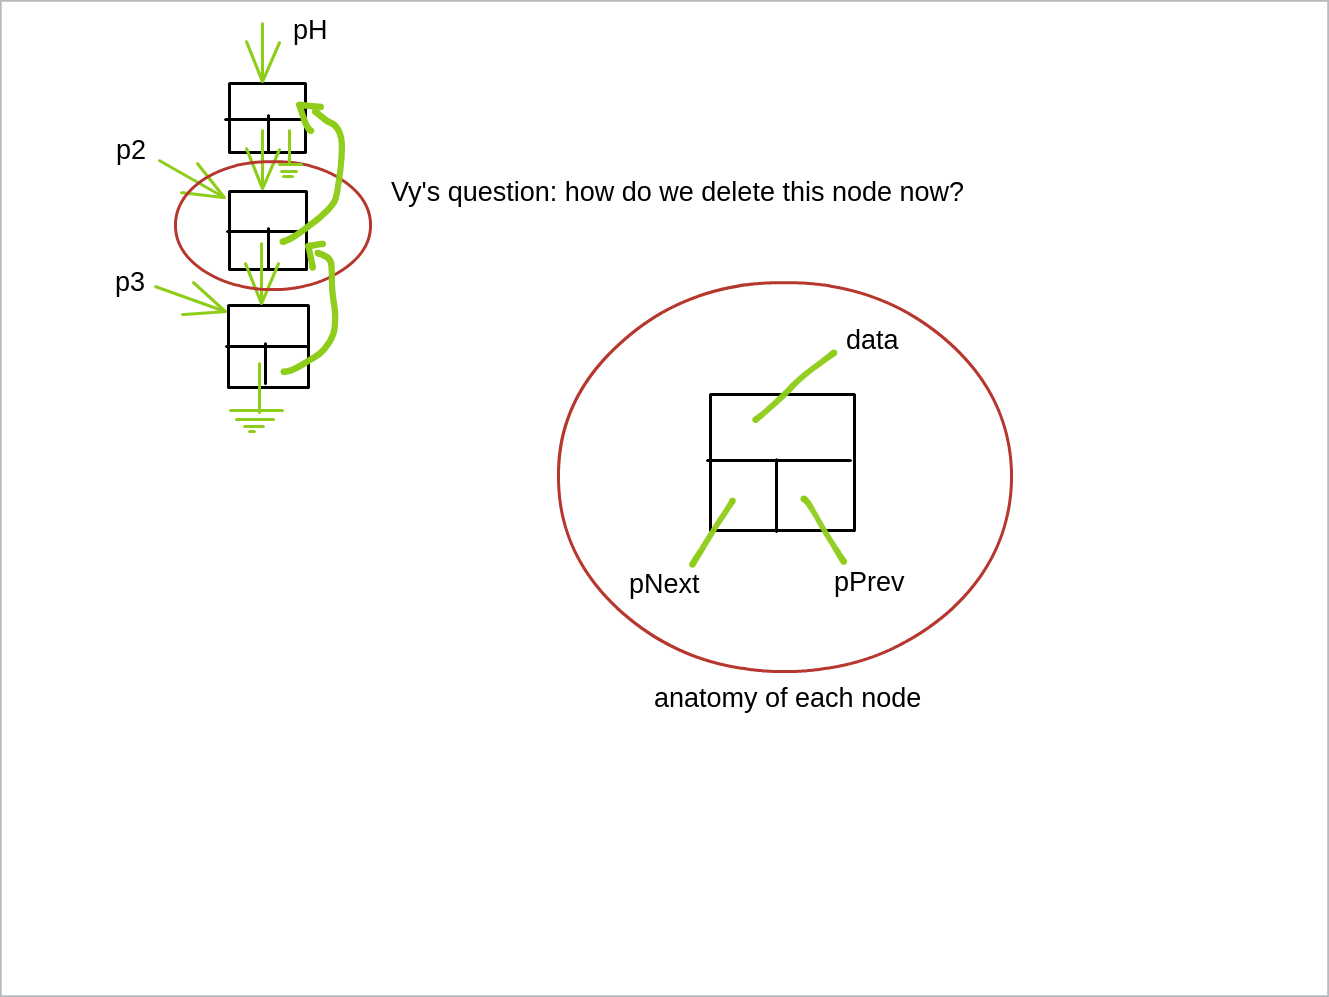 pH
p2
Vy's question: how do we delete this node now?
p3
data
pNext
pPrev
anatomy of each node